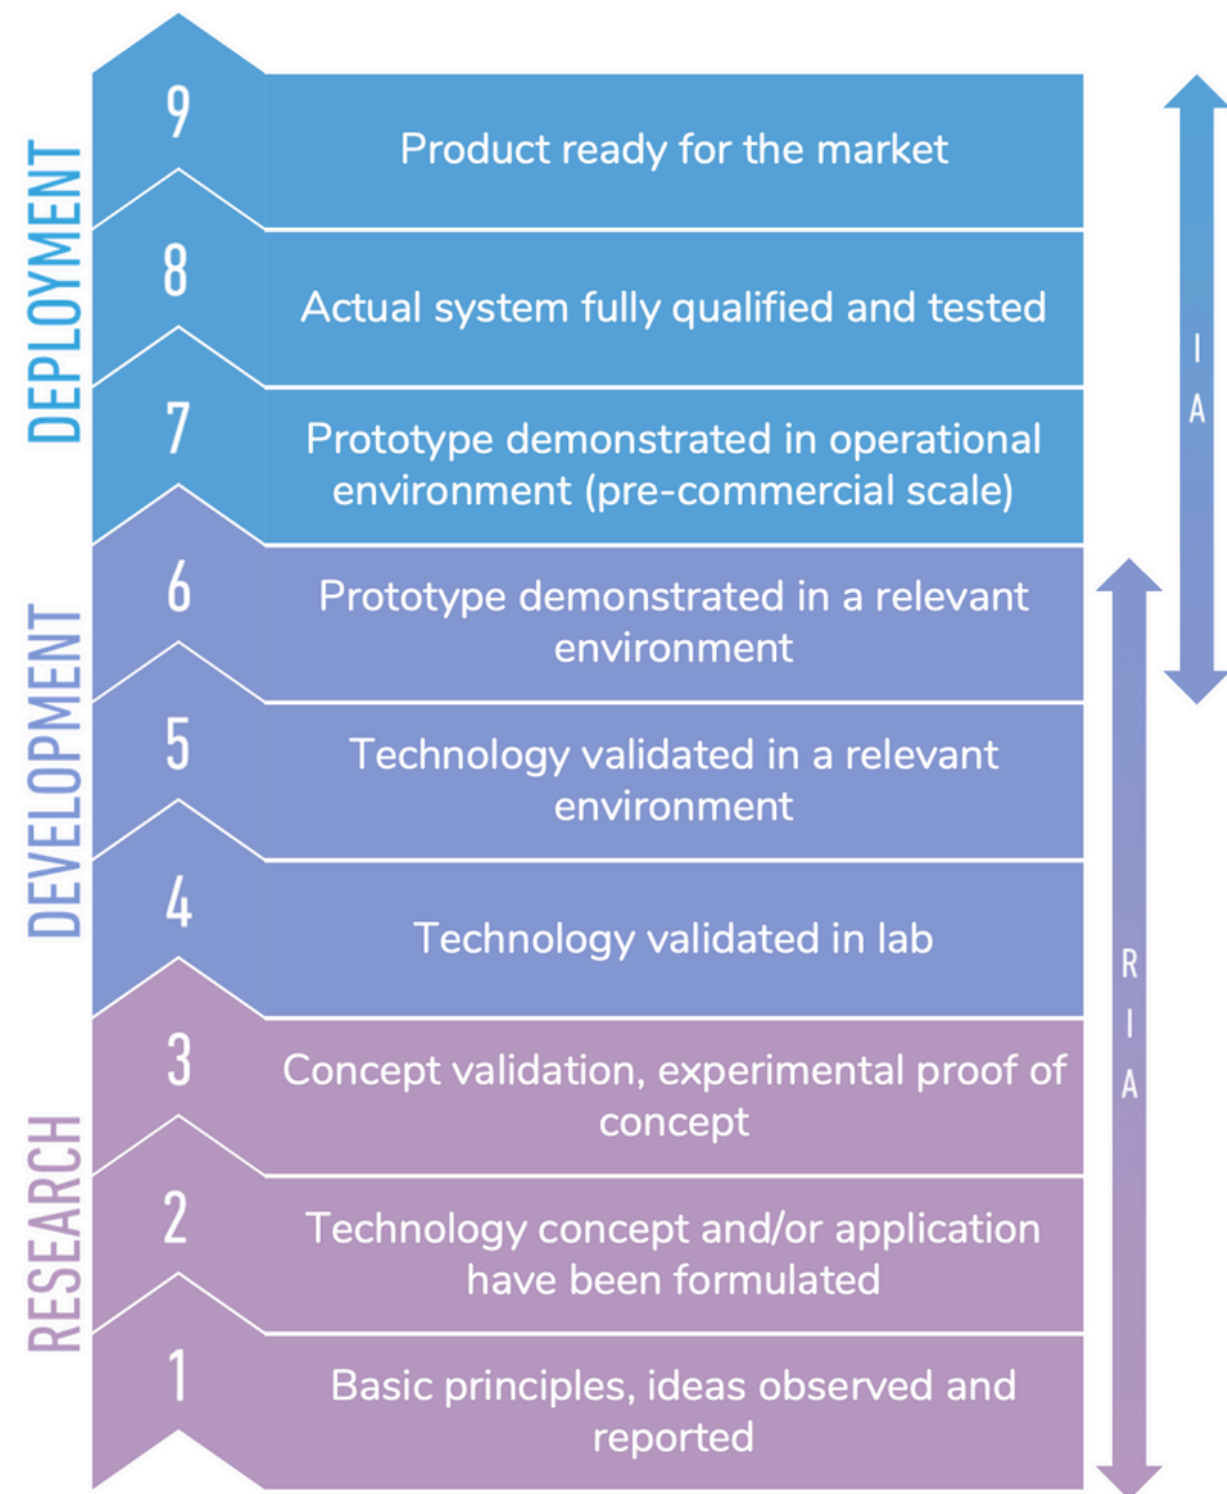 DEPLOYMENT
9
Product ready for the market
8
Actual system fully qualified and tested
7
Prototype demonstrated in operational
environment (pre-commercial scale)
DEVELOPMENT
6
Prototype demonstrated in a relevant
environment
5
Technology validated in a relevant
environment
4
Technology validated in lab
RESEARCH
3
Concept validation, experimental proof of
concept
2
Technology concept and/or application
have been formulated
1
Basic principles, ideas observed and
reported
I
A
R
I
A